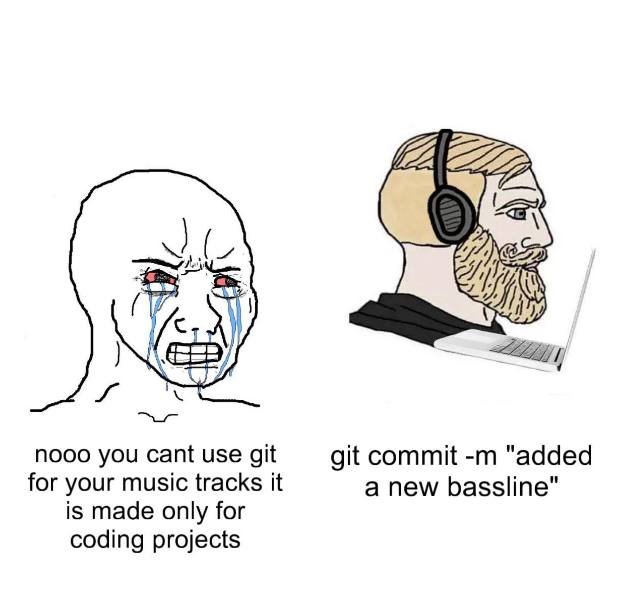 nooo you cant use git
for your music tracks it
is made only for
coding projects
git commit -m "added
a new bassline"